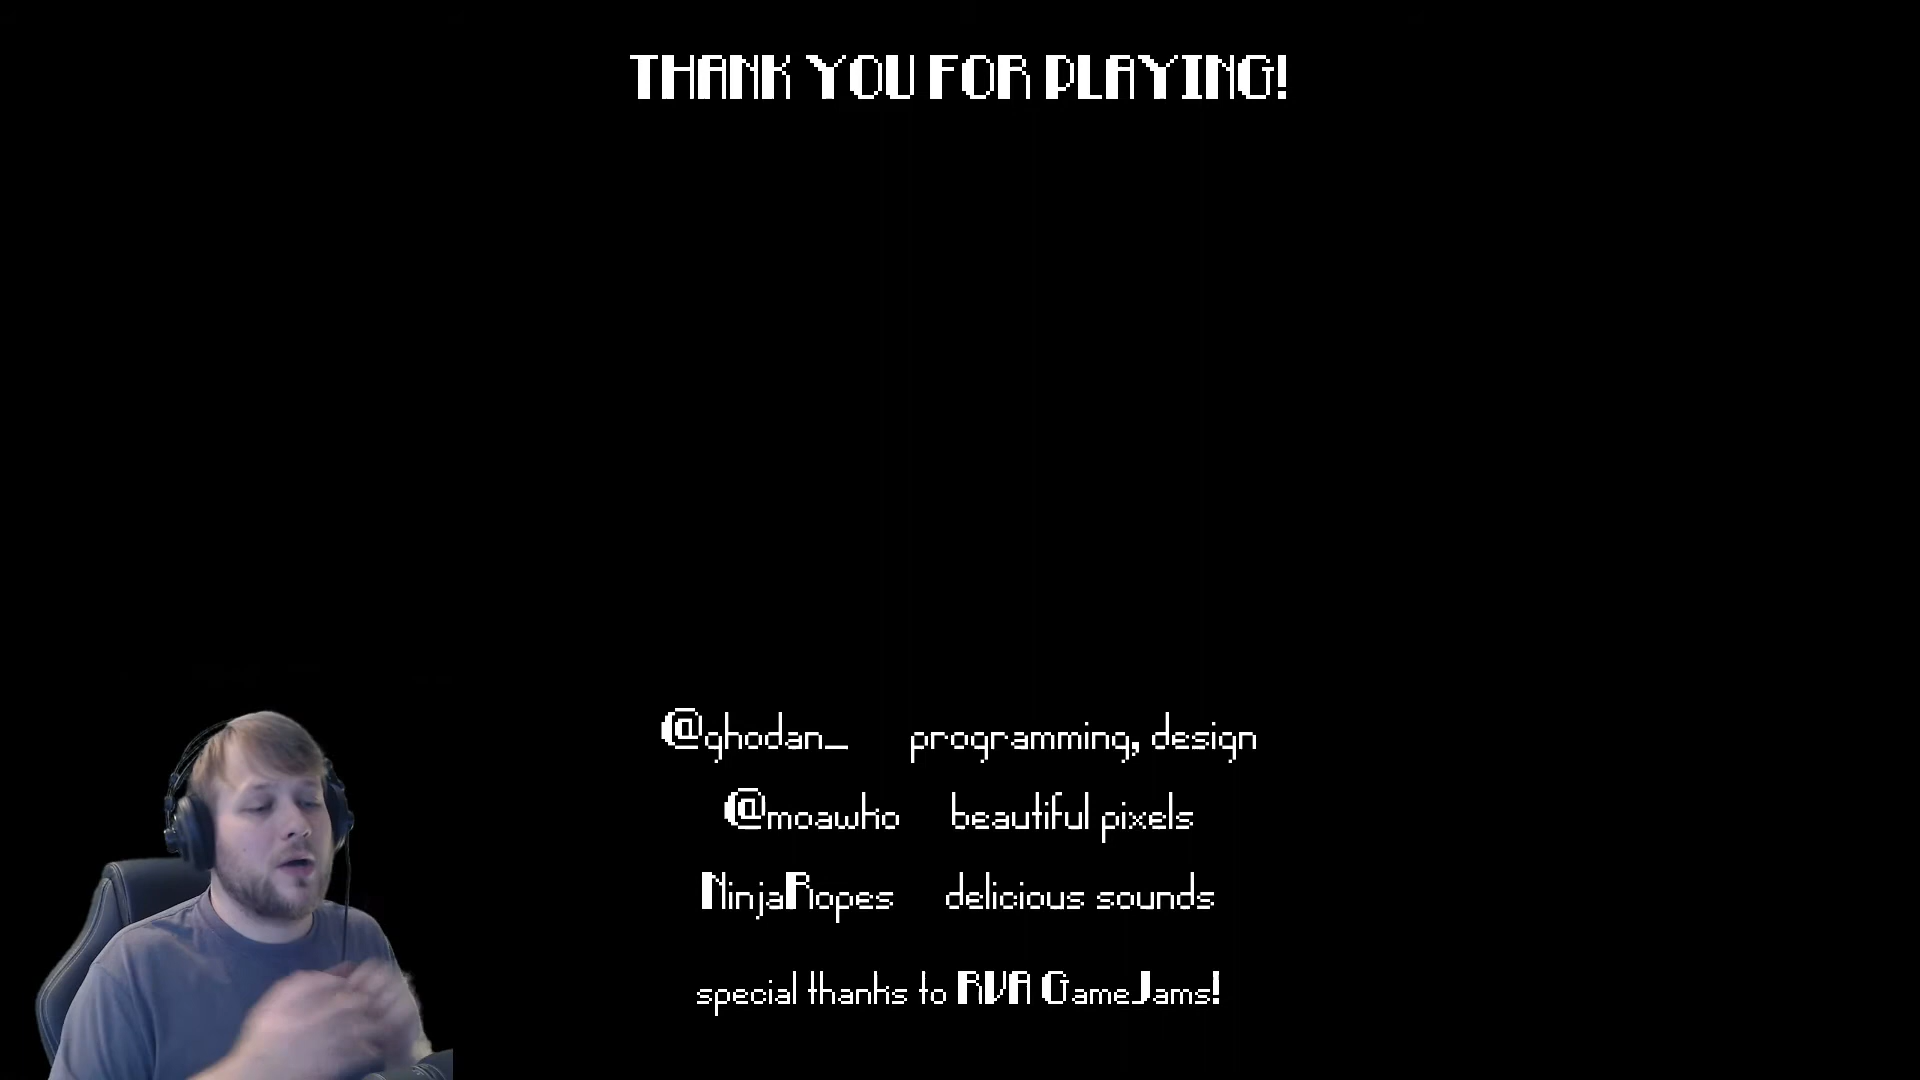 THANK YOU FOR PLAYING!
@ghodan_ programming, design
@moawko beautiful pixels
NinjaRopes delicious sounds
special thanks to RVA GameJams!